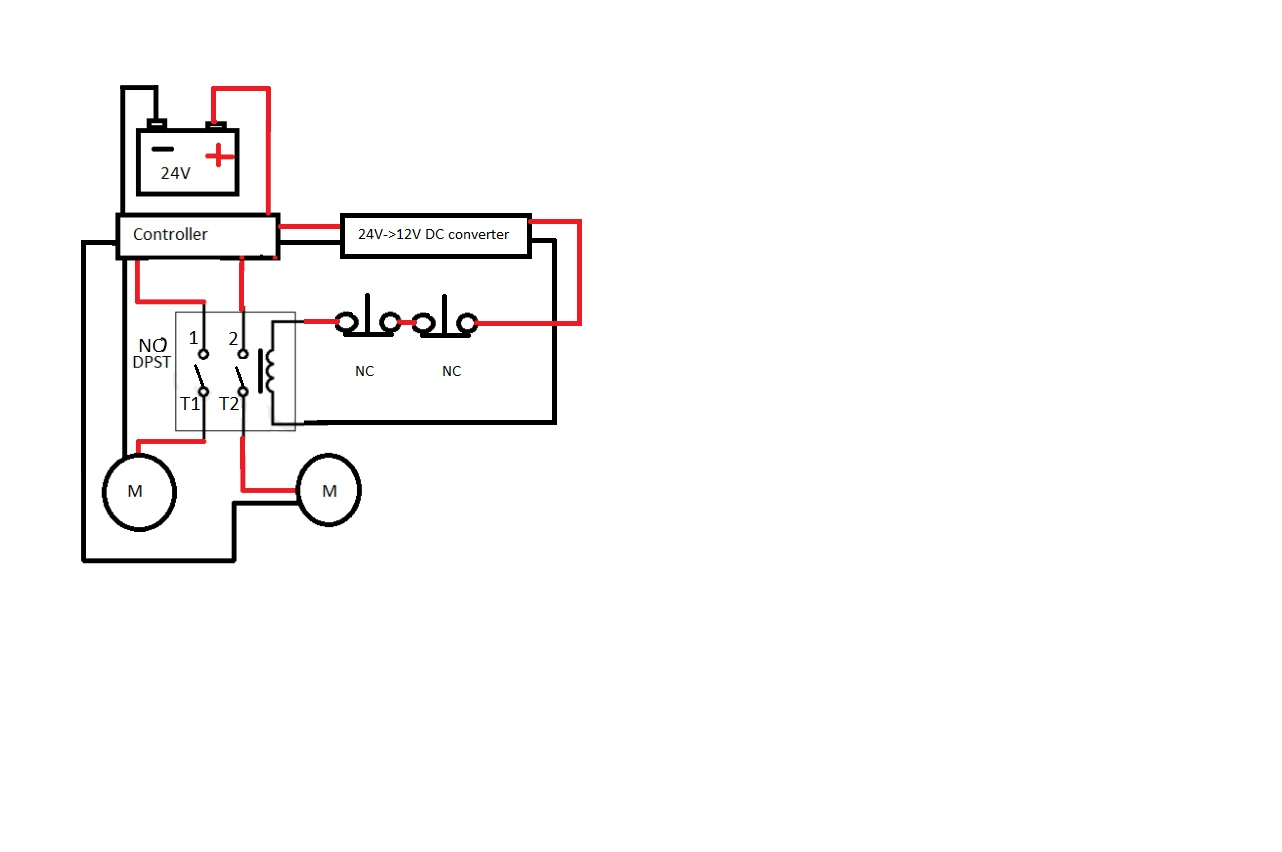 - +
24V
Controller
24V->12V DC converter
1 2
NO
DPST
NC NC
T1 T2
M M